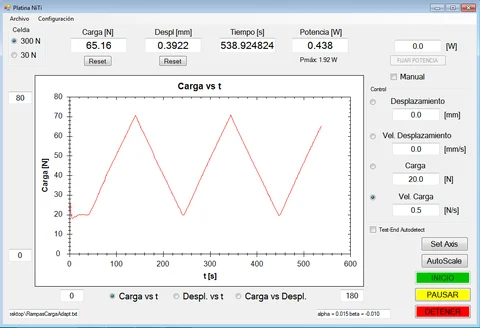 Platina NiTi
Archivo Configuración
Celda
300 N
30 N
Carga [N]
65.16
Reset
Despl [mm]
0.3922
Reset
Tiempo [s]
538.924824
Potencia [W]
0.438
Pmáx: 1.92 W
0.0 [W]
FIJAR POTENCIA
Manual
Control
Desplazamiento
0.0 [mm]
Vel. Desplazamiento
0.0 [mm/s]
Carga
20.0 [N]
Vel. Carga
0.5 [N/s]
Test-End Autodetect
Set Axis
AutoScale
INICIO
PAUSAR
DETENER
80
0
Carga vs t
Carga [N]
80
70
60
50
40
30
20
10
0
0 100 200 300 400 500 600
t [s]
0
Carga vs t Despl. vt t Carga vs Despl.
180
esktop\RampasCargaAdapt.txt
alpha = 0.015 beta = -0.010